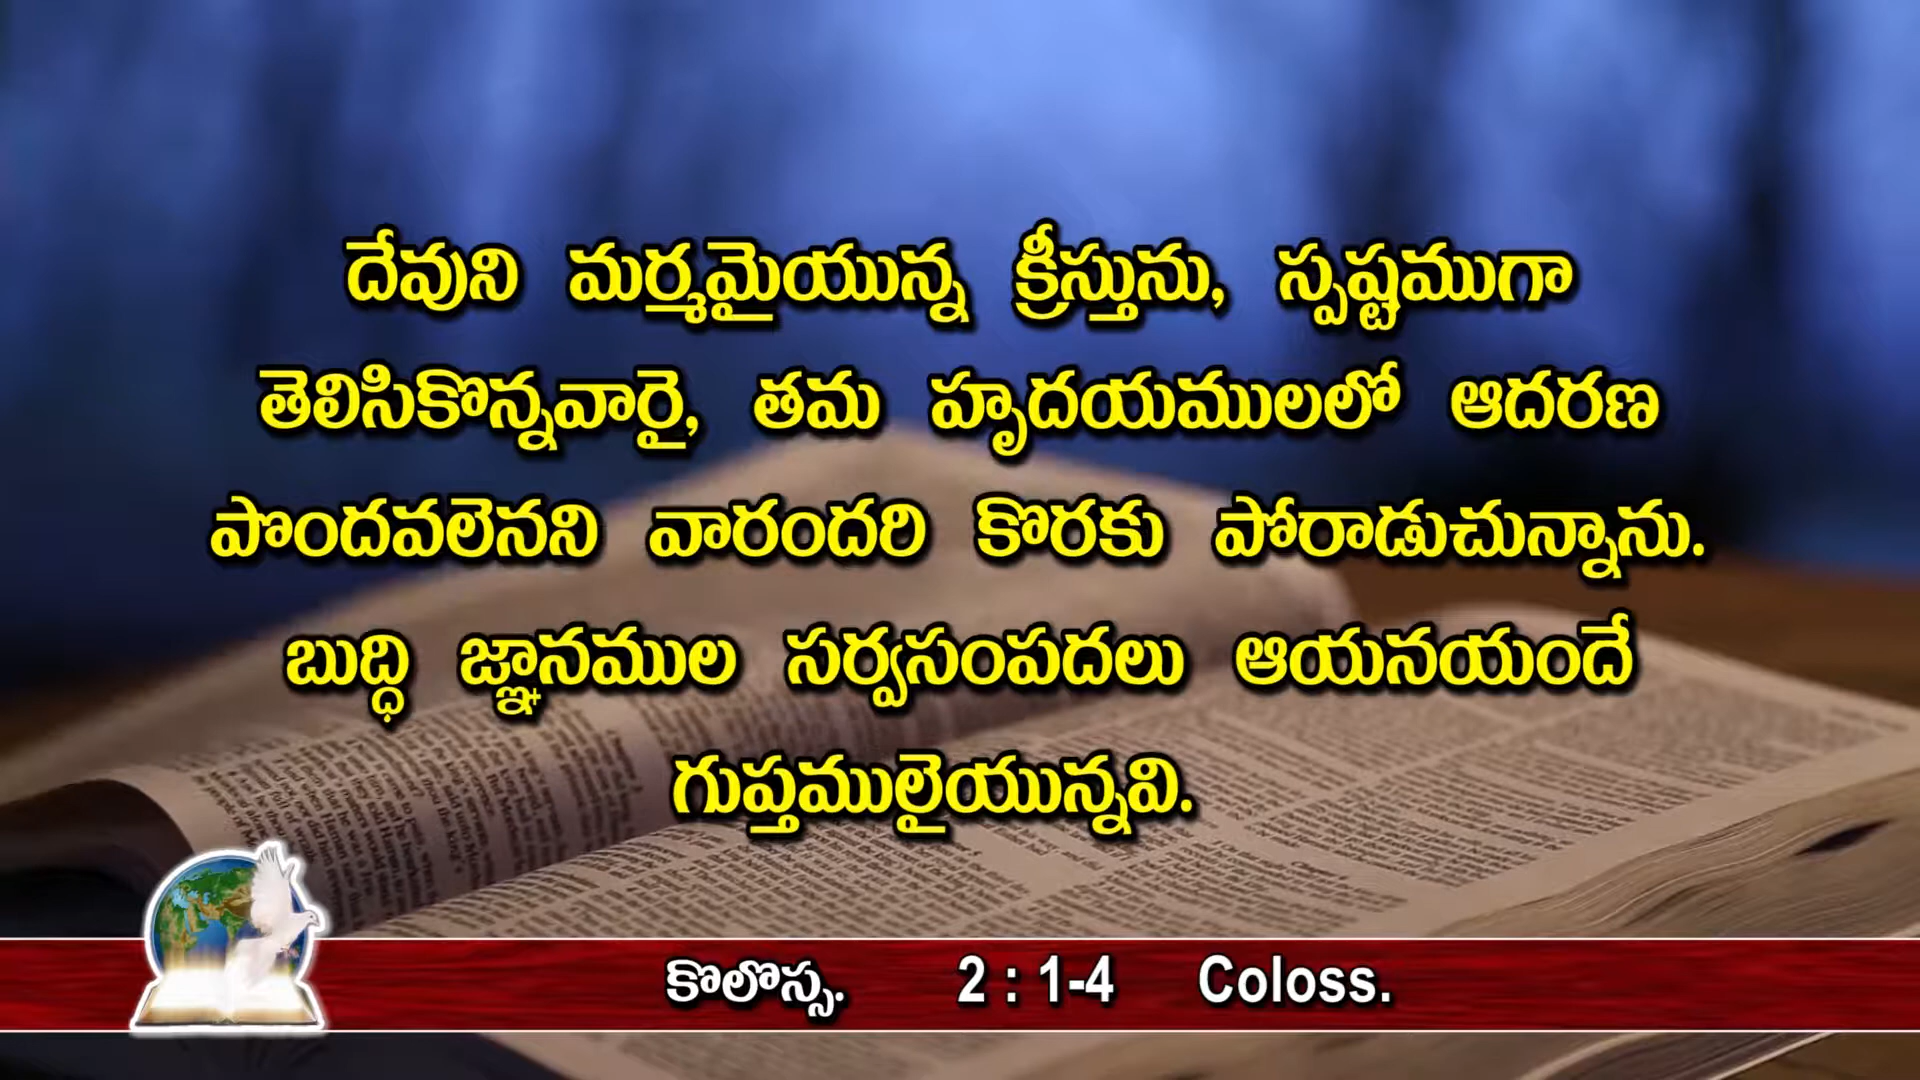 దేవుని మర్మమైయున్న క్రీస్తును, స్పష్టముగా
తెలిసికొన్నవారై, తమ హృదయములలో ఆదరణ
పొందవలెనని వారందరి కొరకు పోరాడుచున్నాను.
బుద్ధి జ్ఞానముల సర్వసంపదలు ఆయనయందే
గుప్తములైయున్నవి.
కొలొస్స. 2 : 1-4 Coloss.